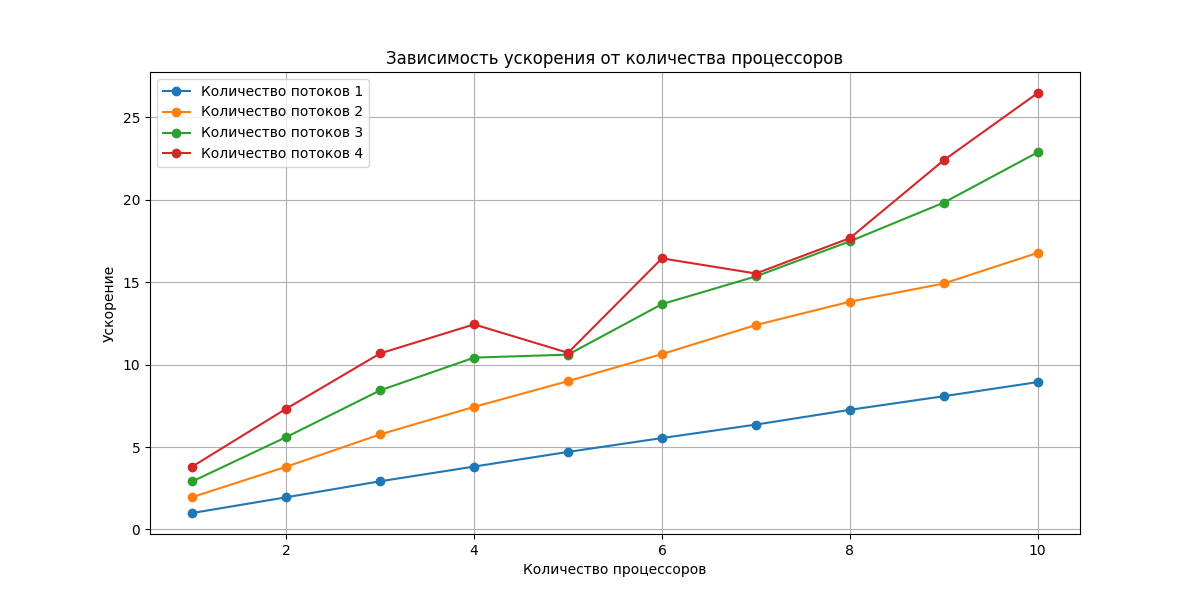 Зависимость ускорения от количества процессоров
Количество потоков 1
Количество потоков 2
Количество потоков 3
Количество потоков 4
Ускорение
25
20
15
10
5
0
2 4 6 8 10
Количество процессоров